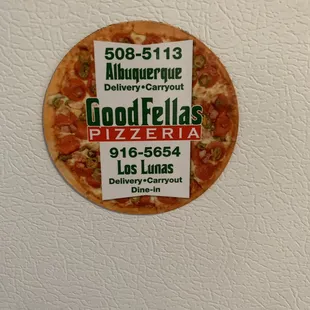 508-5113
Albuquerque
Delivery•Carryout
GoodFellas
PIZZERIA
916-5654
Los Lunas
Delivery•Carryout
Dine-in